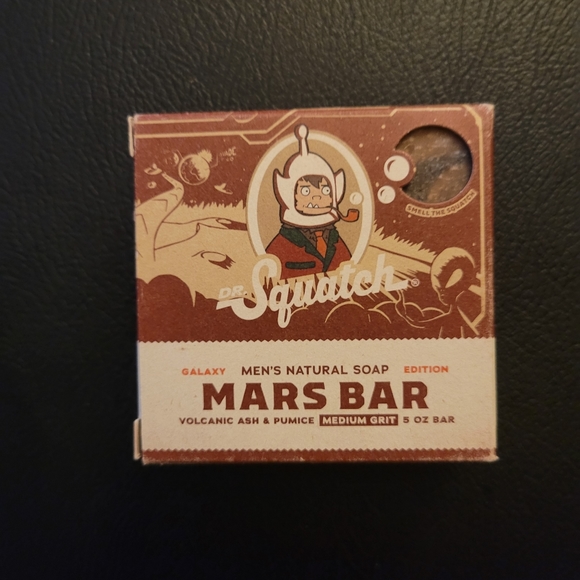 SMELL THE SQUATCH
DR. Squatch®
GALAXY MEN'S NATURAL SOAP EDITION
MARS BAR
VOLCANIC ASH & PUMICE MEDIUM GRIT 5 OZ BAR